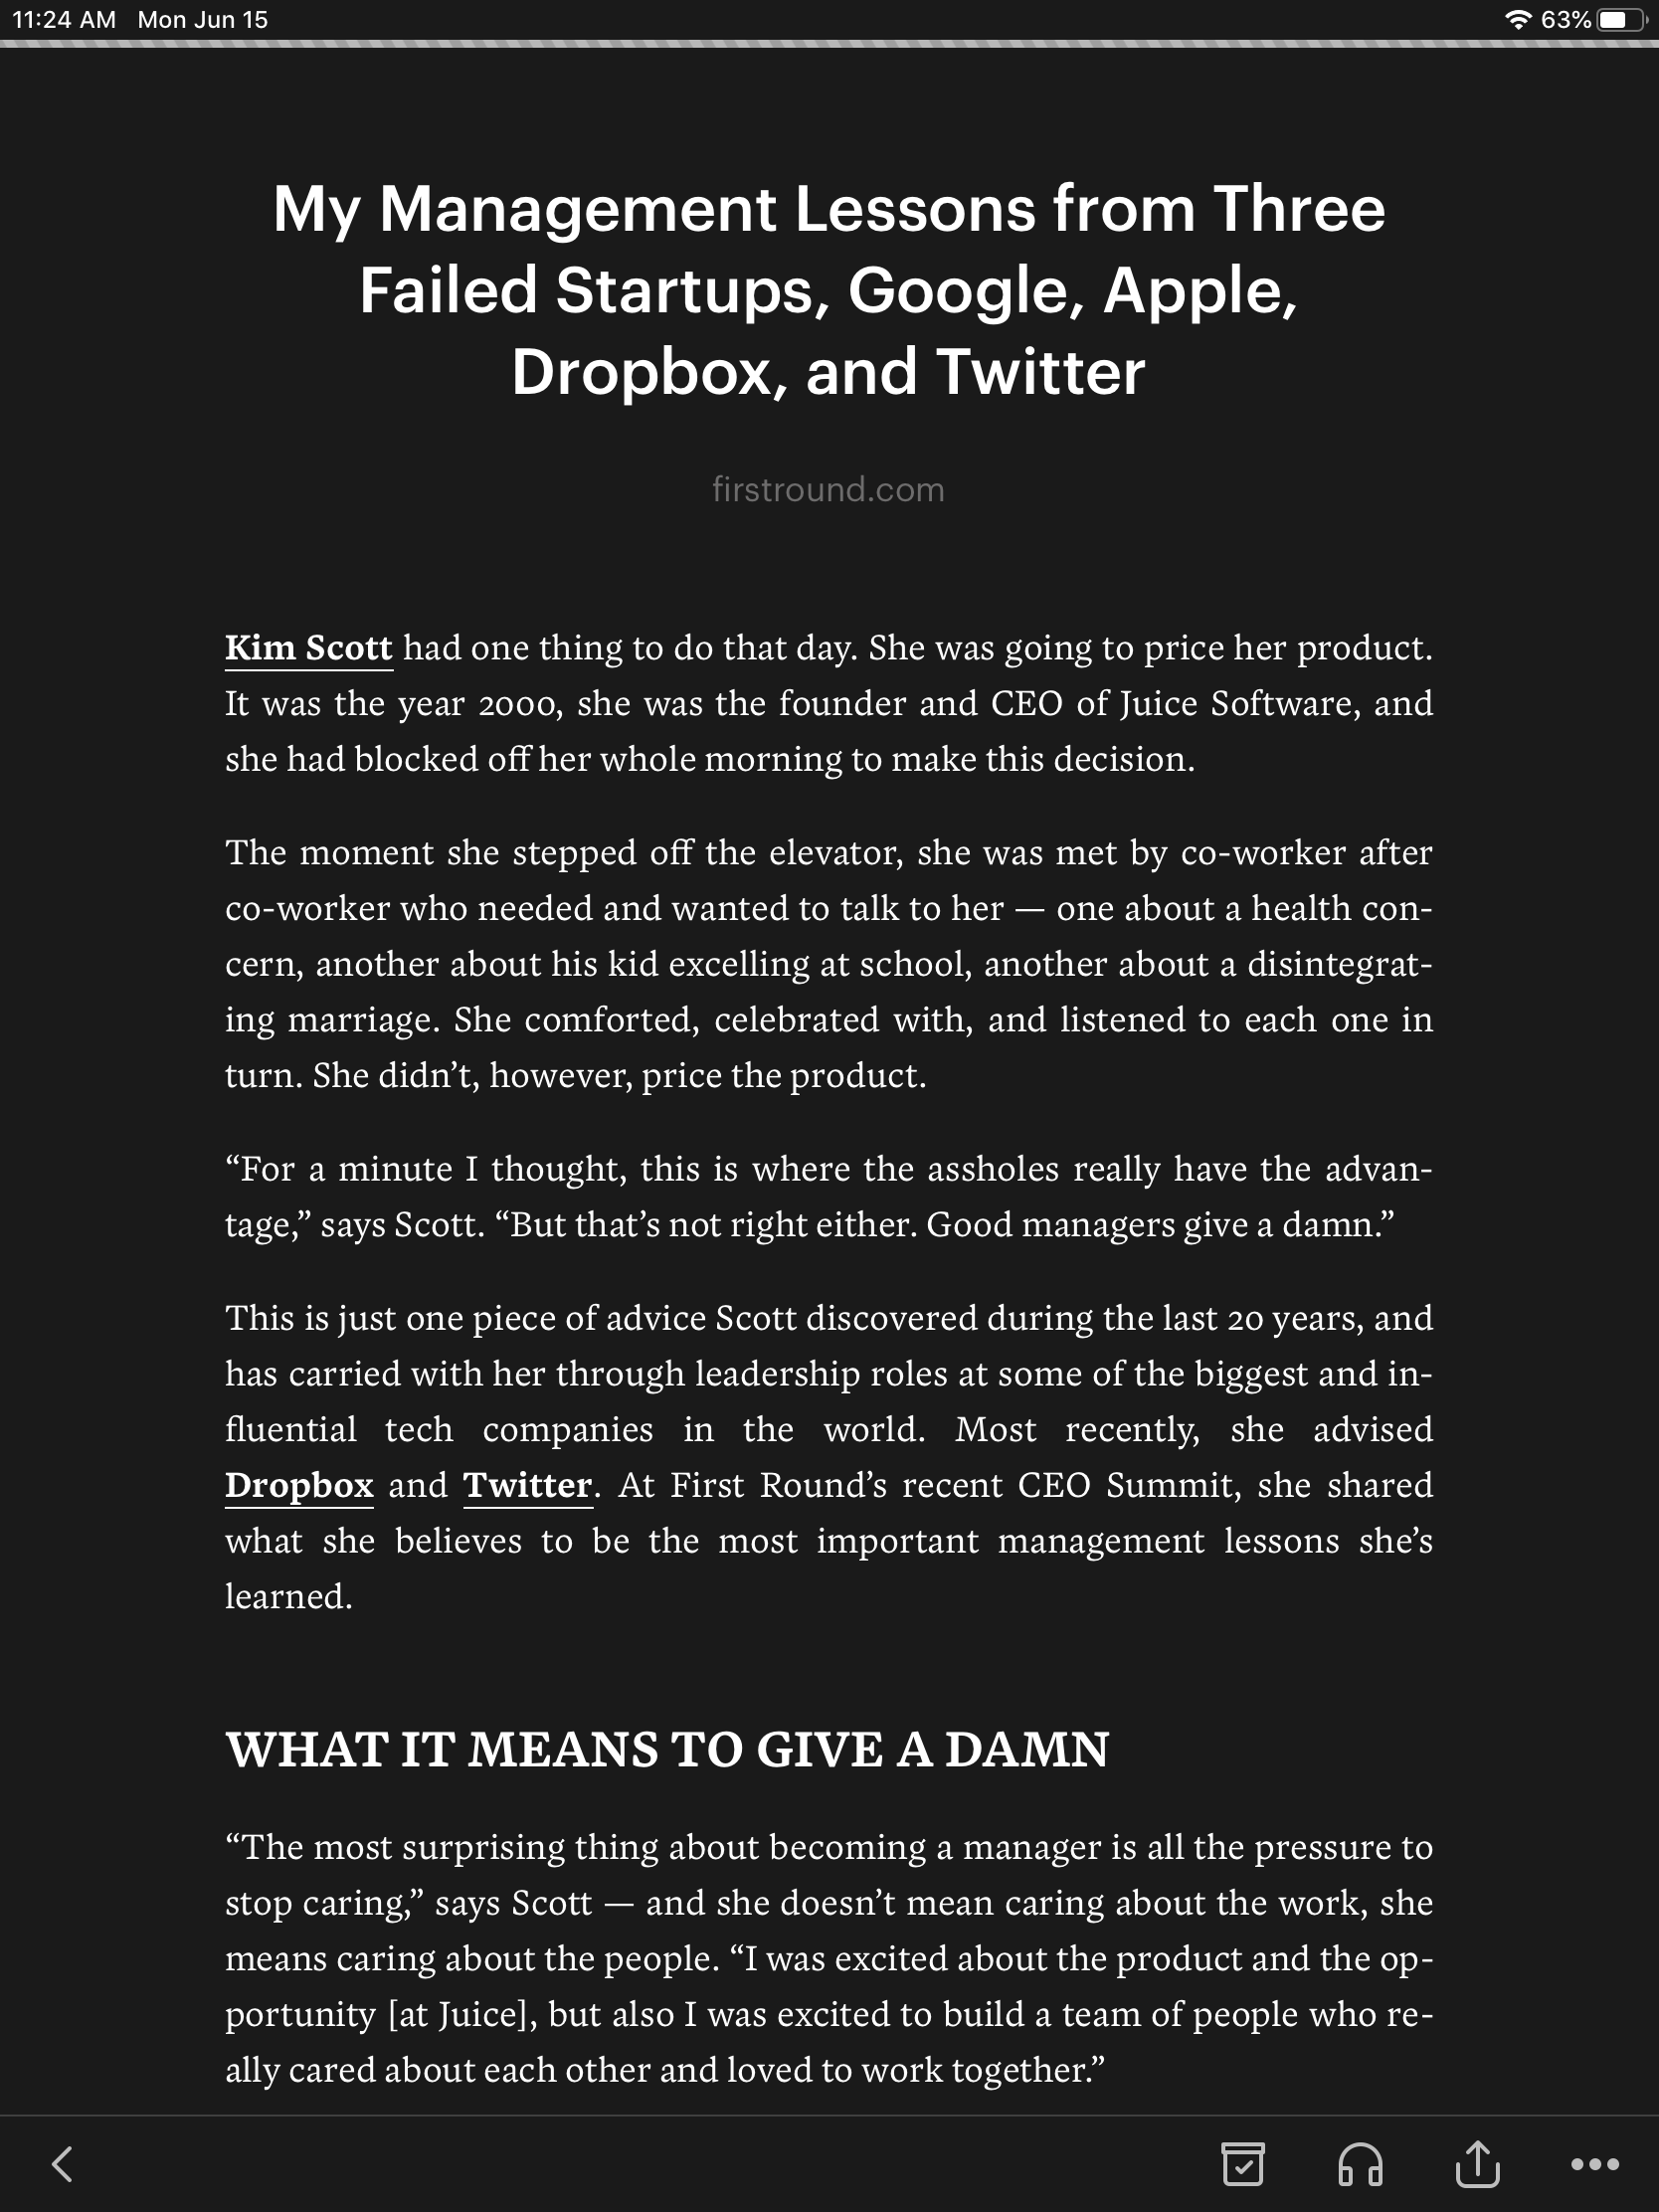 11:24 AM Mon Jun 15 63%
My Management Lessons from Three
Failed Startups, Google, Apple,
Dropbox, and Twitter
firstround.com
Kim Scott had one thing to do that day. She was going to price her product.
It was the year 2000, she was the founder and CEO of Juice Software, and
she had blocked off her whole morning to make this decision.
The moment she stepped off the elevator, she was met by co-worker after
co-worker who needed and wanted to talk to her — one about a health con-
cern, another about his kid excelling at school, another about a disintegrat-
ing marriage. She comforted, celebrated with, and listened to each one in
turn. She didn’t, however, price the product.
“For a minute I thought, this is where the assholes really have the advan-
tage,” says Scott. “But that’s not right either. Good managers give a damn.”
This is just one piece of advice Scott discovered during the last 20 years, and
has carried with her through leadership roles at some of the biggest and in-
fluential tech companies in the world. Most recently, she advised
Dropbox and Twitter. At First Round’s recent CEO Summit, she shared
what she believes to be the most important management lessons she’s
learned.
WHAT IT MEANS TO GIVE A DAMN
“The most surprising thing about becoming a manager is all the pressure to
stop caring,” says Scott — and she doesn’t mean caring about the work, she
means caring about the people. “I was excited about the product and the op-
portunity [at Juice], but also I was excited to build a team of people who re-
ally cared about each other and loved to work together.”